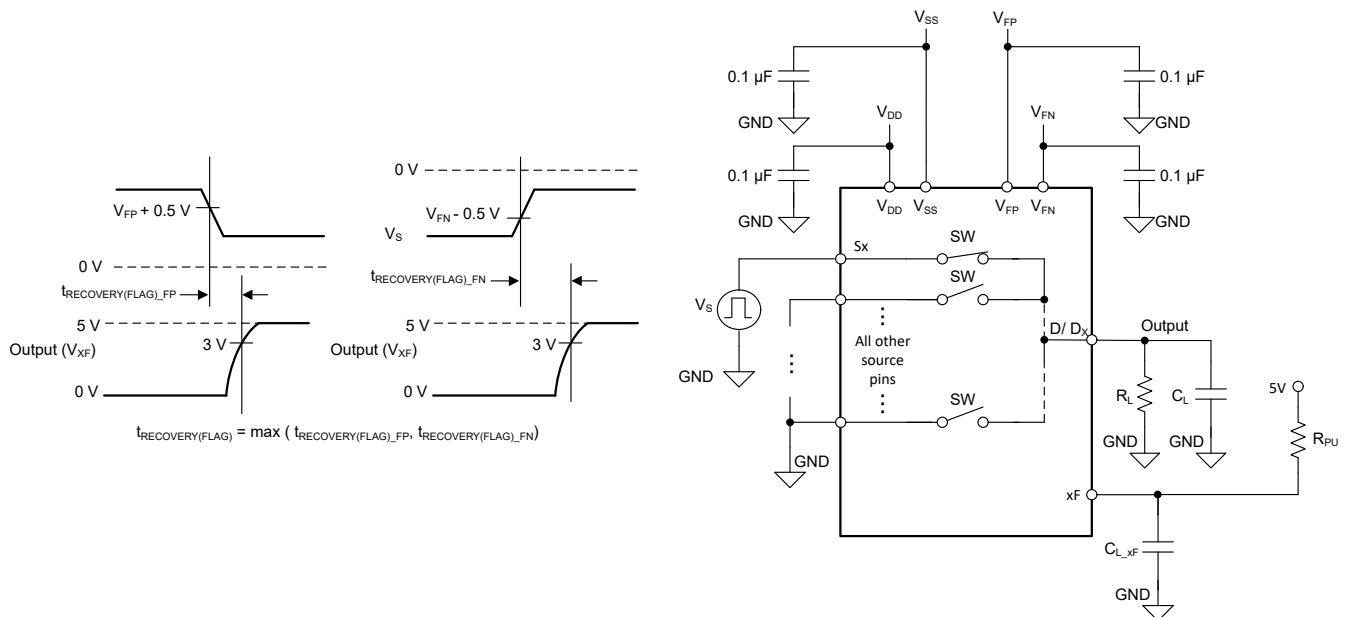 0 V
V_FP + 0.5 V
0 V
t_RECOVERY(FLAG)_FP
5 V
3 V
Output (V_XF)
0 V
0 V
V_FN - 0.5 V
V_S
t_RECOVERY(FLAG)_FN
5 V
3 V
Output (V_XF)
0 V
t_RECOVERY(FLAG) = max ( t_RECOVERY(FLAG)_FP, t_RECOVERY(FLAG)_FN)
V_SS
V_FP
0.1 µF
0.1 µF
GND
V_DD
V_FN
GND
0.1 µF
0.1 µF
GND
GND
V_DD
V_SS
V_FP
V_FN
Sx
SW
SW
V_S
GND
...
All other
source
pins
...
...
SW
GND
D/ D_X
Output
R_L
C_L
GND
GND
5V
R_PU
xF
C_L_xF
GND